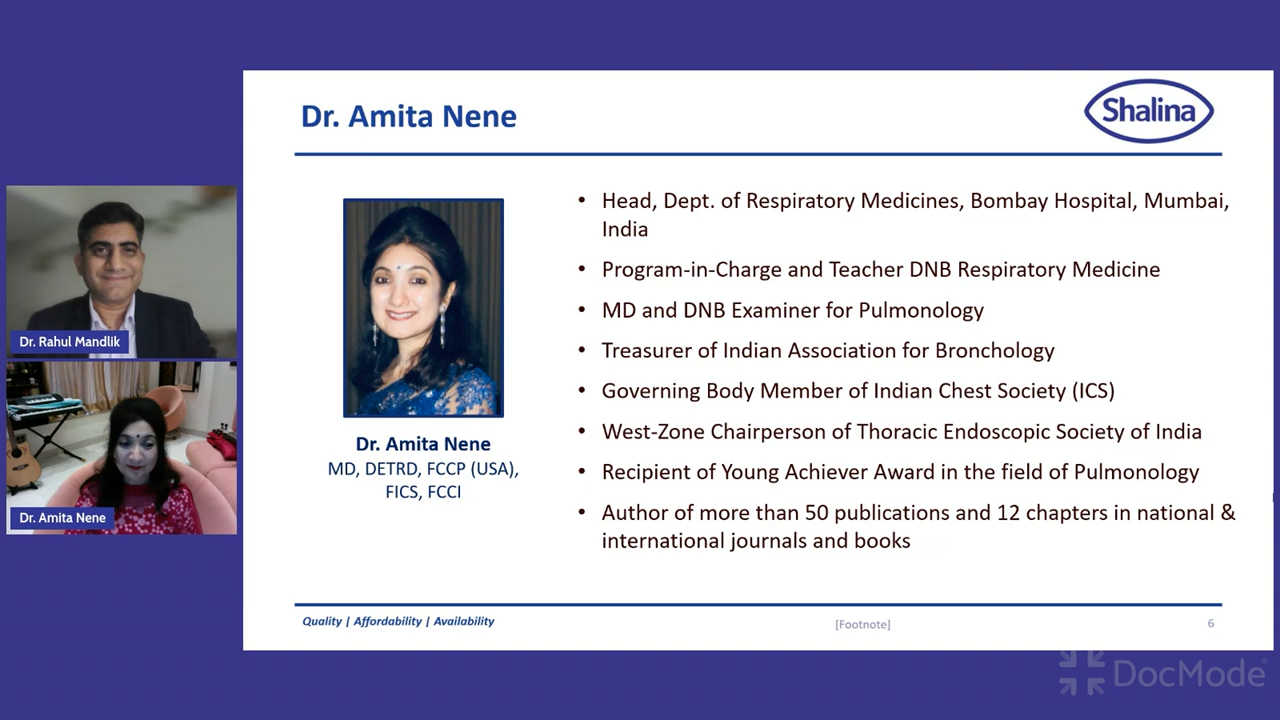 Dr. Amita Nene
Shalina
Dr. Rahul Mandlik
Dr. Amita Nene
Dr. Amita Nene
MD, DETRD, FCCP (USA),
FICS, FCCI
• Head, Dept. of Respiratory Medicines, Bombay Hospital, Mumbai,
India
• Program-in-Charge and Teacher DNB Respiratory Medicine
• MD and DNB Examiner for Pulmonology
• Treasurer of Indian Association for Bronchology
• Governing Body Member of Indian Chest Society (ICS)
• West-Zone Chairperson of Thoracic Endoscopic Society of India
• Recipient of Young Achiever Award in the field of Pulmonology
• Author of more than 50 publications and 12 chapters in national &
international journals and books
Quality | Affordability | Availability
[Footnote]
6
DocMode